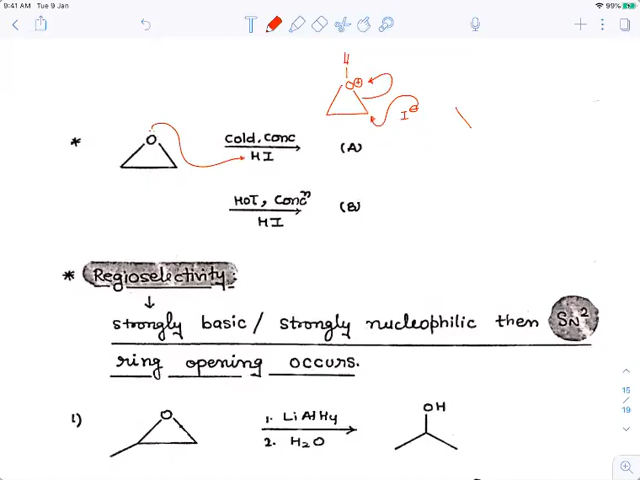 9:41 AM Tue 9 Jan
99%
T
H
O⊕
I⊖
* O Cold, Conc (A)
HI
HOT, Concⁿ (B)
HI
* Regioselectivity:
↓
strongly basic / strongly nucleophilic then SN²
ring opening occurs.
15
/
19
1) O 1. LiAlH4 OH
2. H2O